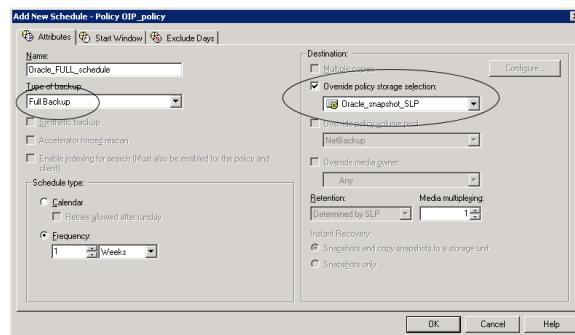 Add New Schedule - Policy OIP_policy
Attributes
Start Window
Exclude Days
Name:
Oracle_FULL_schedule
Type of backup:
Full Backup
Synthetic backup
Accelerator forced rescan
Enable indexing for search (Must also be enabled for the policy and
client)
Schedule type:
Calendar
Retries allowed after runday
Frequency:
1 Weeks
Destination:
Multiple copies
Configure...
Override policy storage selection:
Oracle_snapshot_SLP
Override policy volume pool:
NetBackup
Override media owner:
Any
Retention:
Media multiplexing:
Determined by SLP
1
Instant Recovery:
Snapshots and copy snapshots to a storage unit
Snapshots only
OK
Cancel
Help